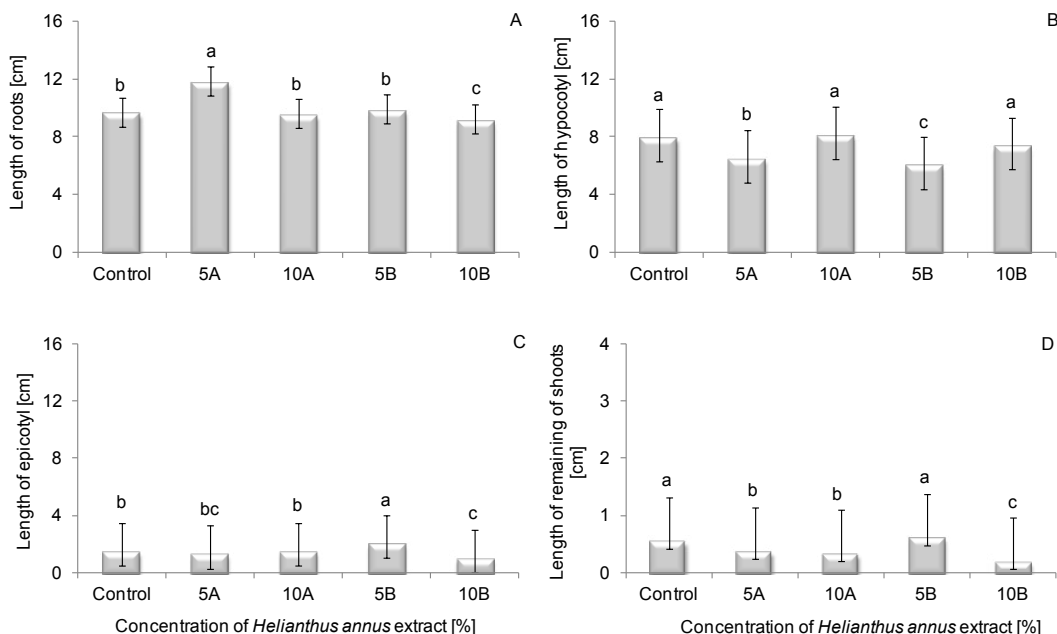 A
Length of roots [cm]
16
12
8
4
0
b
a
b
b
c
Control 5A 10A 5B 10B
B
Length of hypocotyl [cm]
16
12
8
4
0
a
b
a
c
a
Control 5A 10A 5B 10B
C
Length of epicotyl [cm]
16
12
8
4
0
b
bc
b
a
c
Control 5A 10A 5B 10B
Concentration of Helianthus annus extract [%]
D
Length of remaining of shoots
[cm]
4
3
2
1
0
a
b
b
a
c
Control 5A 10A 5B 10B
Concentration of Helianthus annus extract [%]